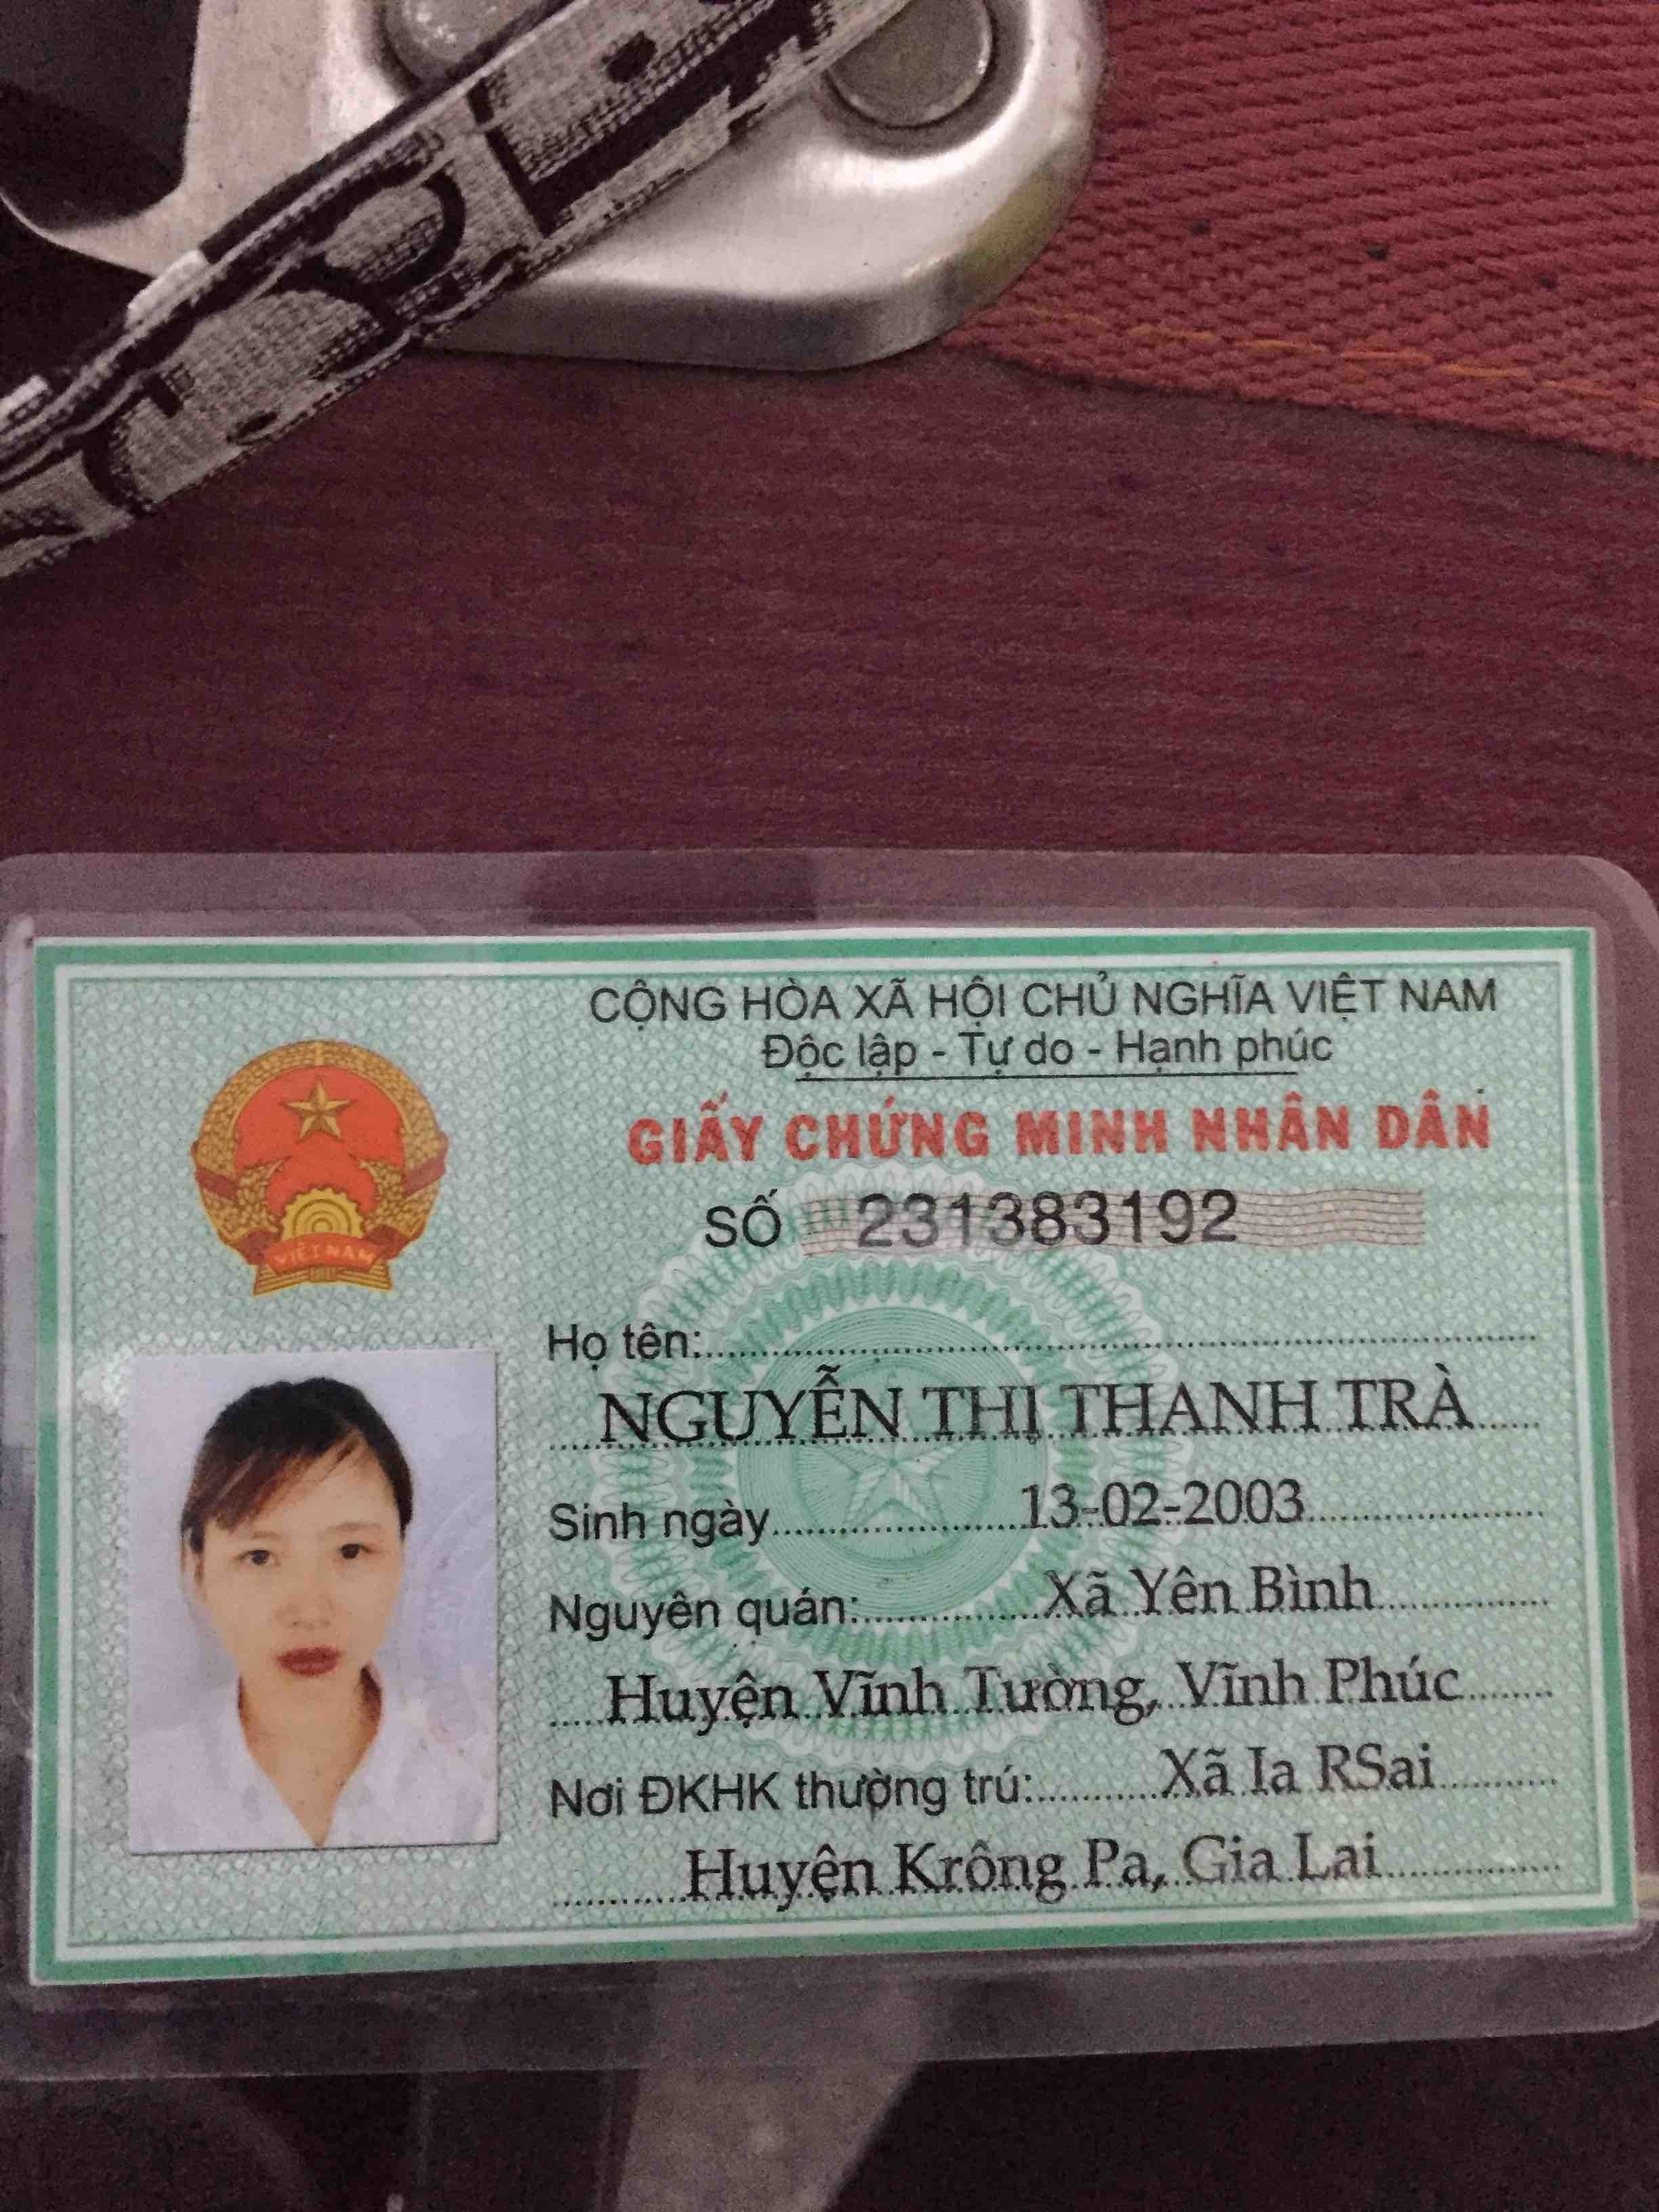 CỘNG HÒA XÃ HỘI CHỦ NGHĨA VIỆT NAM
Độc lập - Tự do - Hạnh phúc
GIẤY CHỨNG MINH NHÂN DÂN
SỐ 231383192
VIỆT NAM
Họ tên:
NGUYỄN THỊ THANH TRÀ
Sinh ngày 13-02-2003
Nguyên quán: Xã Yên Bình
Huyện Vĩnh Tường, Vĩnh Phúc
Nơi ĐKHK thường trú: Xã Ia RSai
Huyện Krông Pa, Gia Lai